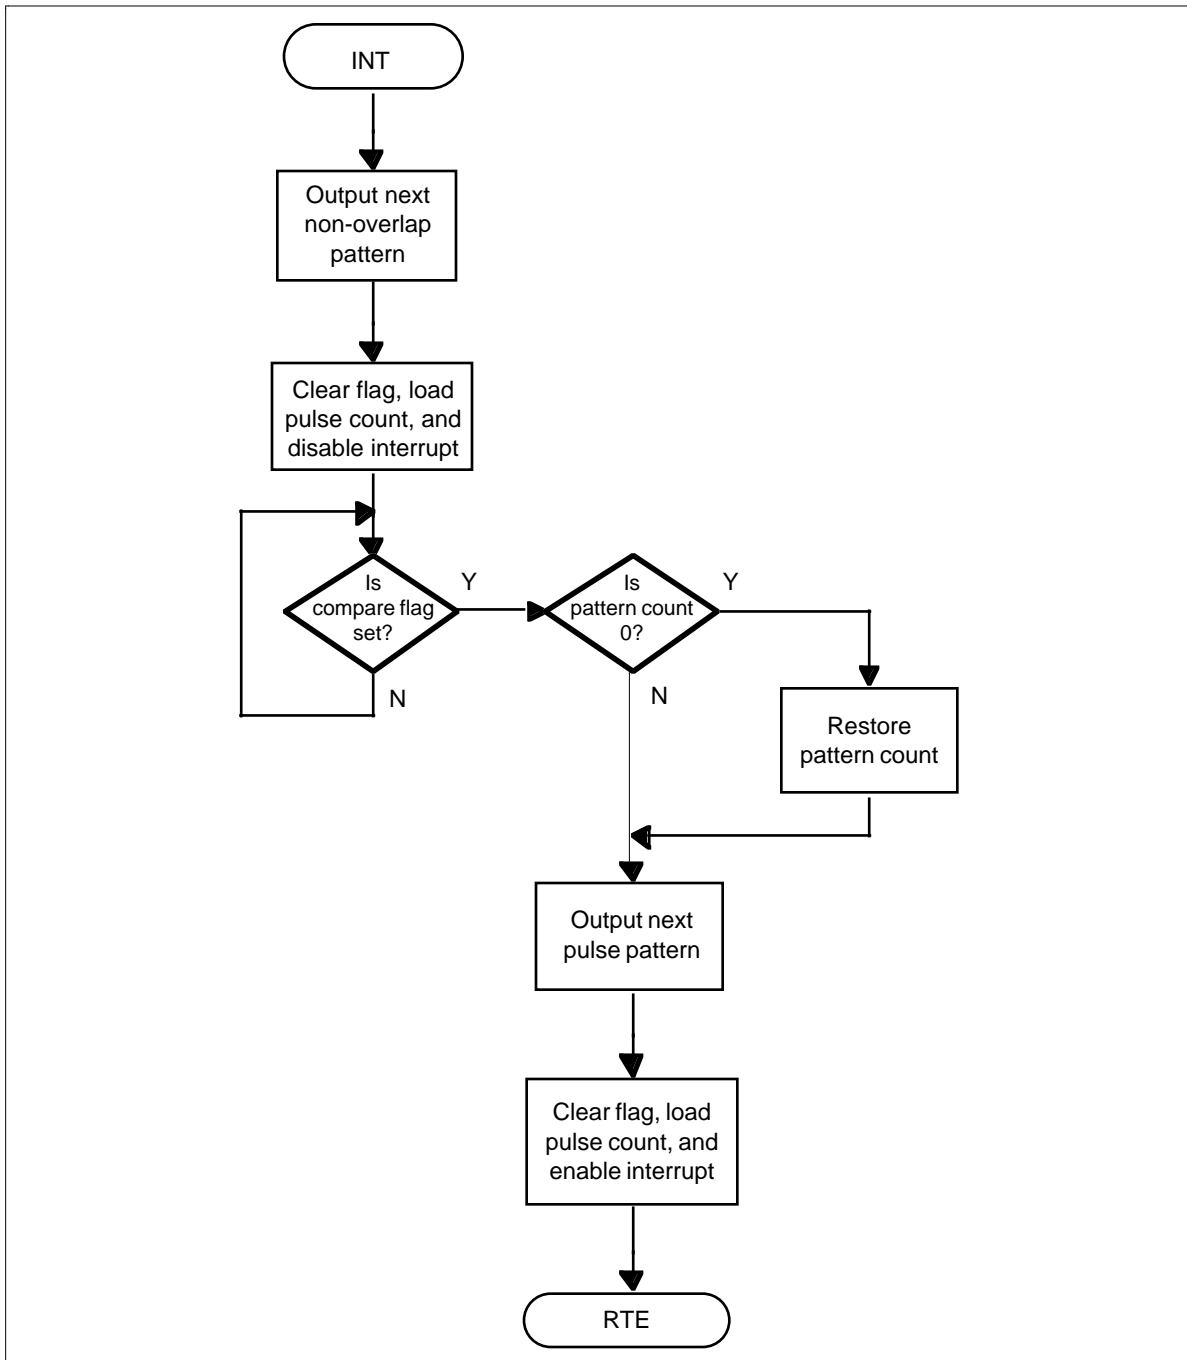 INT
Output next
non-overlap
pattern
Clear flag, load
pulse count, and
disable interrupt
Is
compare flag
set?
Y
N
Is
pattern count
0?
Y
N
Restore
pattern count
Output next
pulse pattern
Clear flag, load
pulse count, and
enable interrupt
RTE